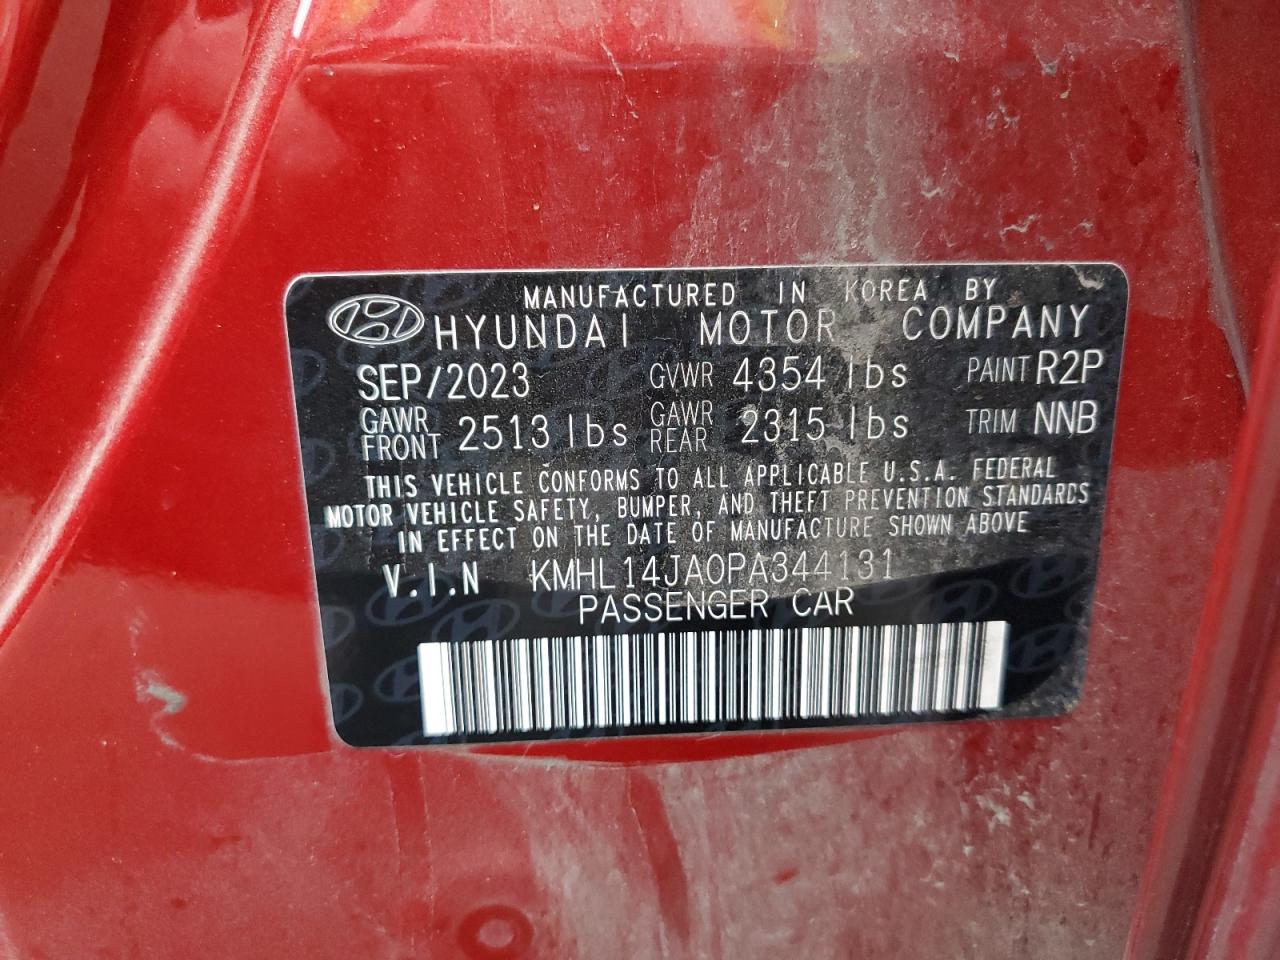 MANUFACTURED IN KOREA BY
HYUNDAI MOTOR COMPANY
SEP/2023 GVWR 4354 lbs PAINT R2P
GAWR FRONT 2513 lbs GAWR REAR 2315 lbs TRIM NNB
THIS VEHICLE CONFORMS TO ALL APPLICABLE U.S.A. FEDERAL
MOTOR VEHICLE SAFETY, BUMPER, AND THEFT PREVENTION STANDARDS
IN EFFECT ON THE DATE OF MANUFACTURE SHOWN ABOVE
V.I.N KMHL14JA0PA344131
PASSENGER CAR